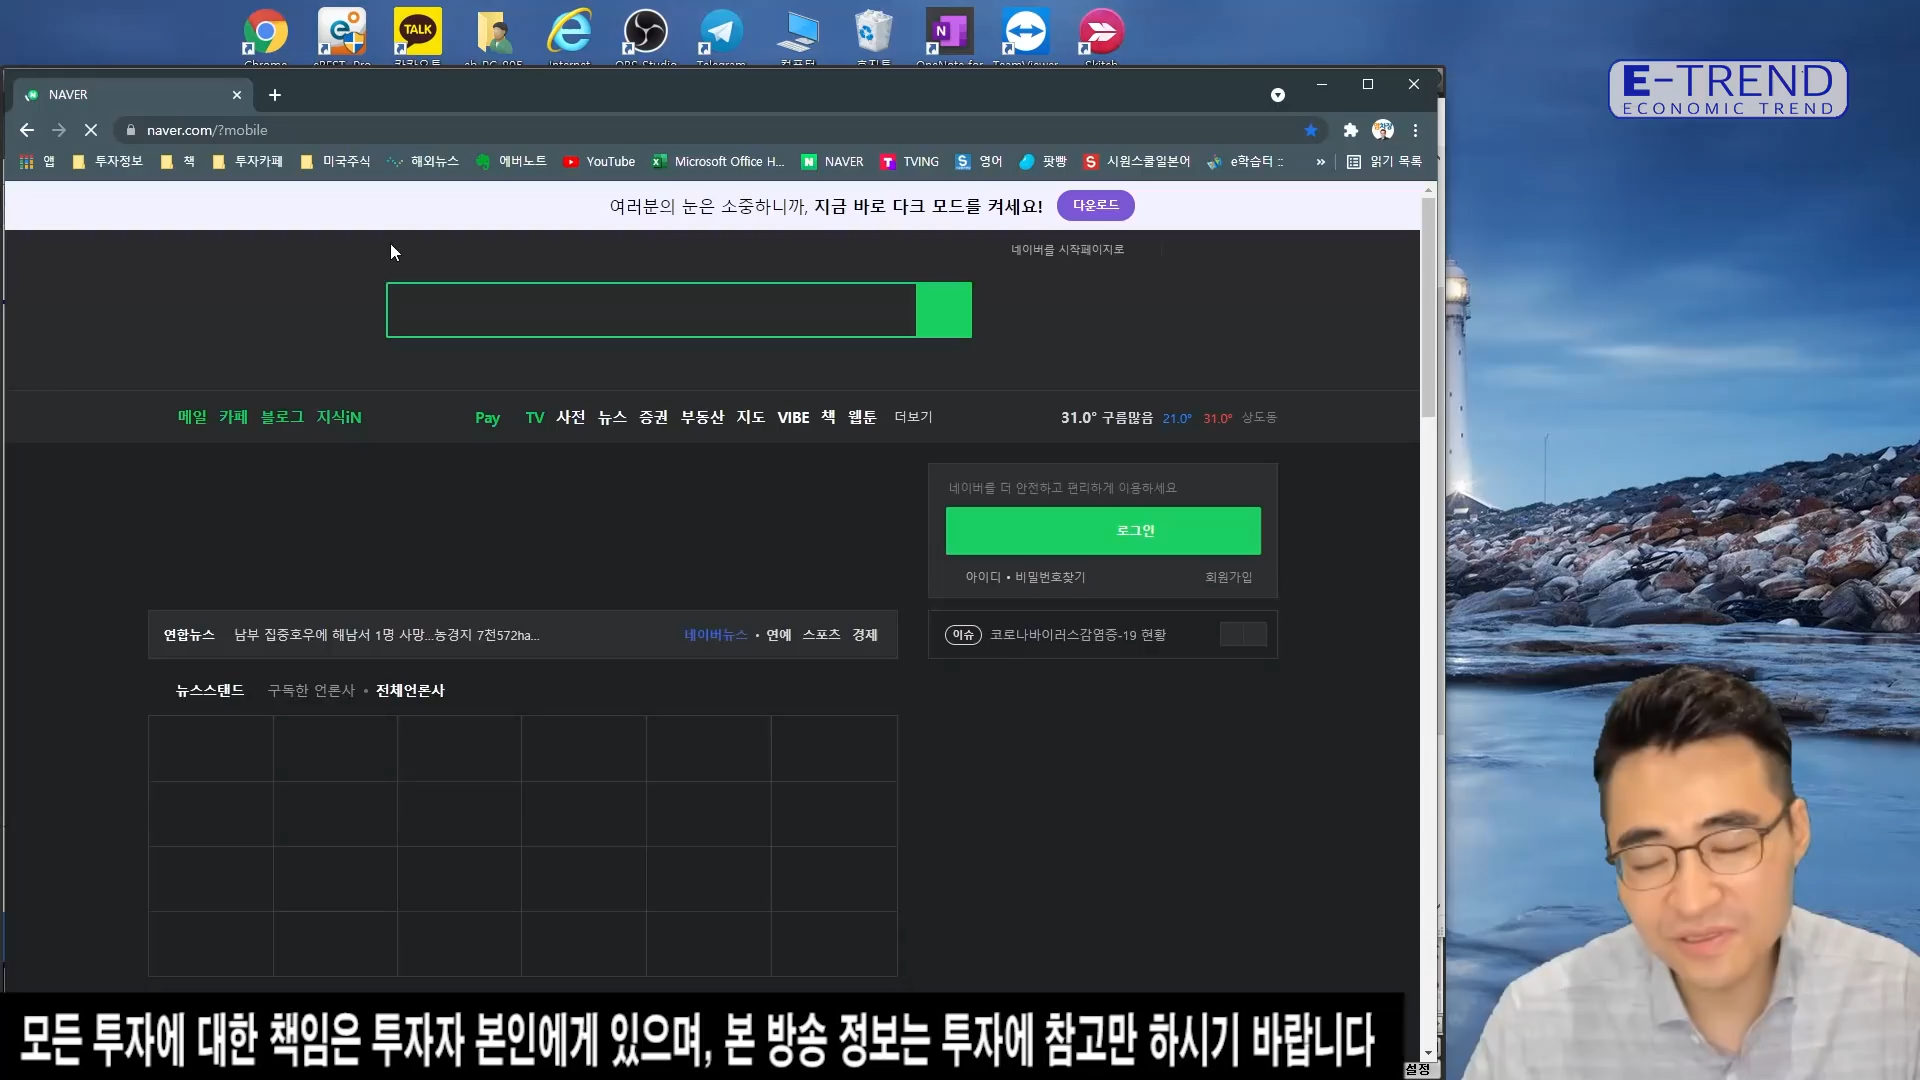 TALK
Chrome
eBEST_Pro
카카오톡
eb-PC-805
Internet
OBS Studio
Telegram
컴퓨터
휴지통
OneNote for
TeamViewer
Skitch
E-TREND
ECONOMIC TREND
NAVER
naver.com/?mobile
앱 투자정보 책 투자카페 미국주식 해외뉴스 에버노트 YouTube Microsoft Office H... NAVER TVING 영어 팟빵 시원스쿨일본어 e학습터 :: » 읽기 목록
여러분의 눈은 소중하니까, 지금 바로 다크 모드를 켜세요! 다운로드
네이버를 시작페이지로
메일 카페 블로그 지식iN Pay TV 사전 뉴스 증권 부동산 지도 VIBE 책 웹툰 더보기 31.0° 구름많음 21.0° 31.0° 상도동
네이버를 더 안전하고 편리하게 이용하세요
로그인
아이디 • 비밀번호찾기 회원가입
연합뉴스 남부 집중호우에 해남서 1명 사망...농경지 7천572ha... 네이버뉴스 • 연예 스포츠 경제
이슈 코로나바이러스감염증-19 현황
뉴스스탠드 구독한 언론사 • 전체언론사
모든 투자에 대한 책임은 투자자 본인에게 있으며, 본 방송 정보는 투자에 참고만 하시기 바랍니다
설정